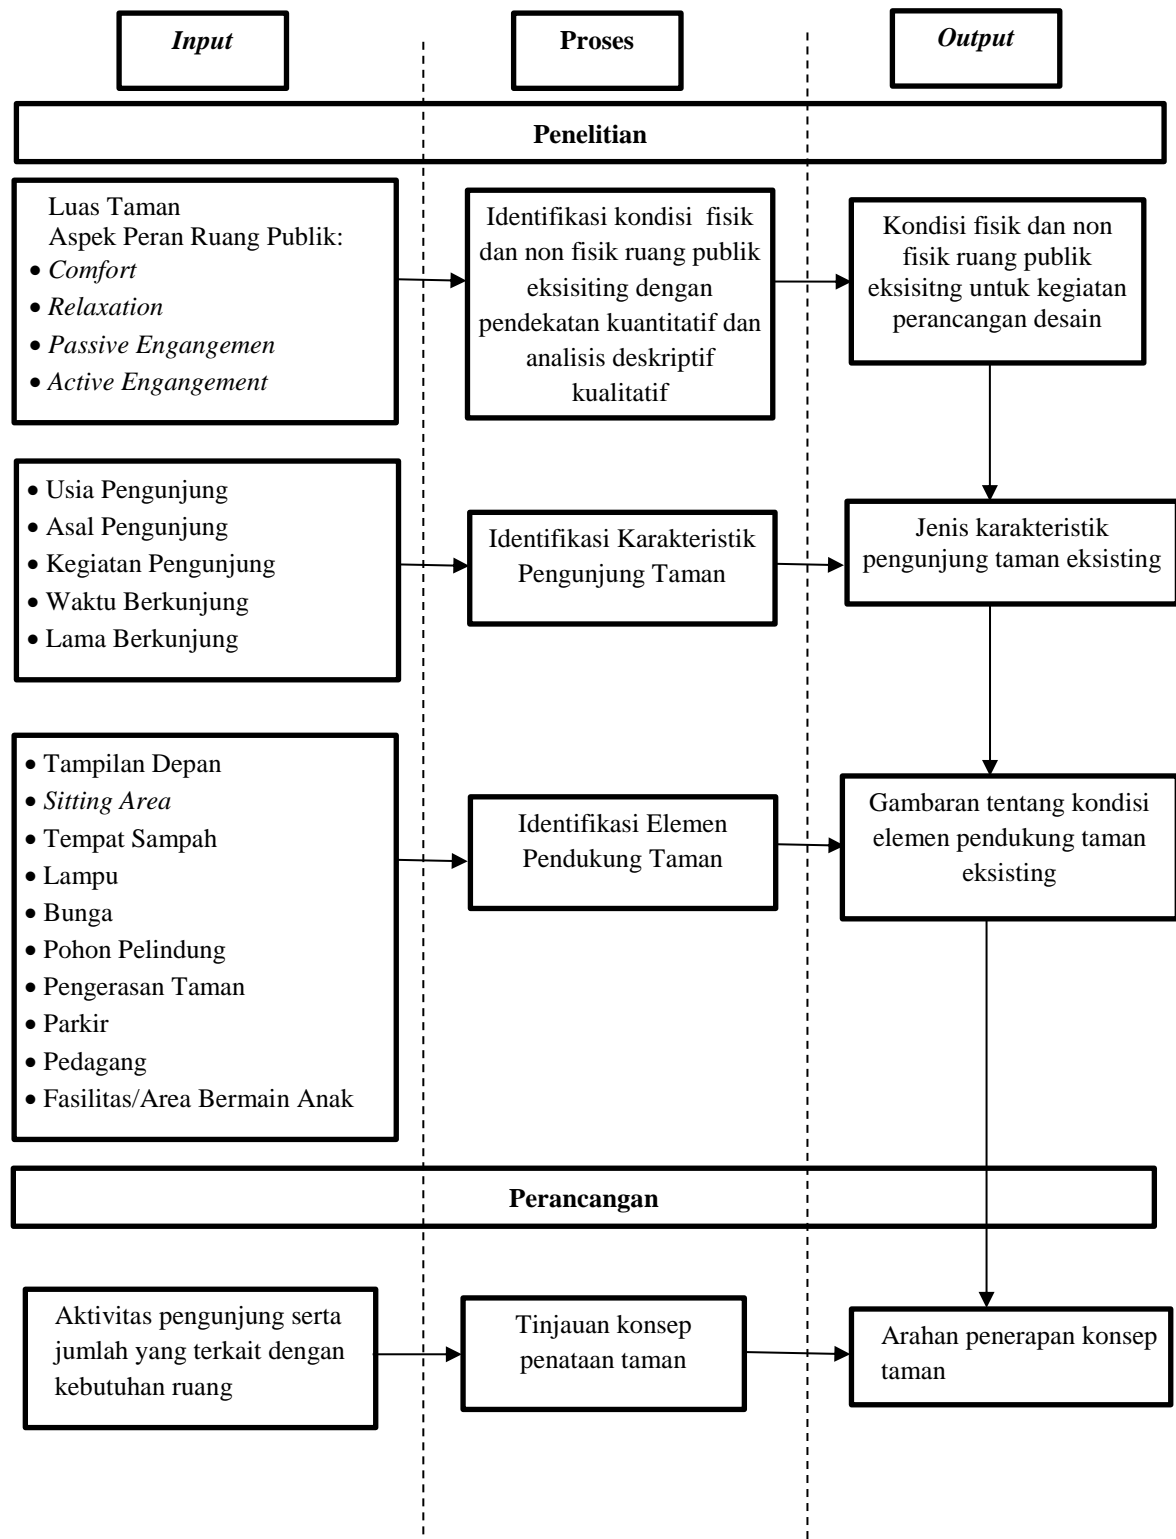 Input
Proses
Output
Penelitian
Luas Taman
Aspek Peran Ruang Publik:
• Comfort
• Relaxation
• Passive Engangemen
• Active Engangement
Identifikasi kondisi fisik
dan non fisik ruang publik
eksisiting dengan
pendekatan kuantitatif dan
analisis deskriptif
kualitatif
Kondisi fisik dan non
fisik ruang publik
eksisitng untuk kegiatan
perancangan desain
• Usia Pengunjung
• Asal Pengunjung
• Kegiatan Pengunjung
• Waktu Berkunjung
• Lama Berkunjung
Identifikasi Karakteristik
Pengunjung Taman
Jenis karakteristik
pengunjung taman eksisting
• Tampilan Depan
• Sitting Area
• Tempat Sampah
• Lampu
• Bunga
• Pohon Pelindung
• Pengerasan Taman
• Parkir
• Pedagang
• Fasilitas/Area Bermain Anak
Identifikasi Elemen
Pendukung Taman
Gambaran tentang kondisi
elemen pendukung taman
eksisting
Perancangan
Aktivitas pengunjung serta
jumlah yang terkait dengan
kebutuhan ruang
Tinjauan konsep
penataan taman
Arahan penerapan konsep
taman